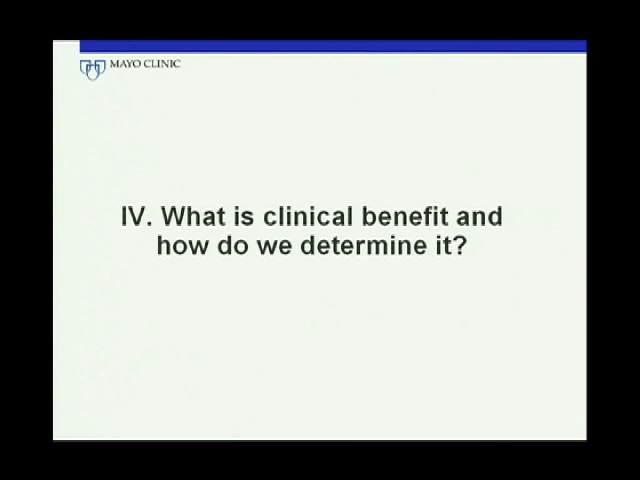 MAYO CLINIC
IV. What is clinical benefit and
how do we determine it?